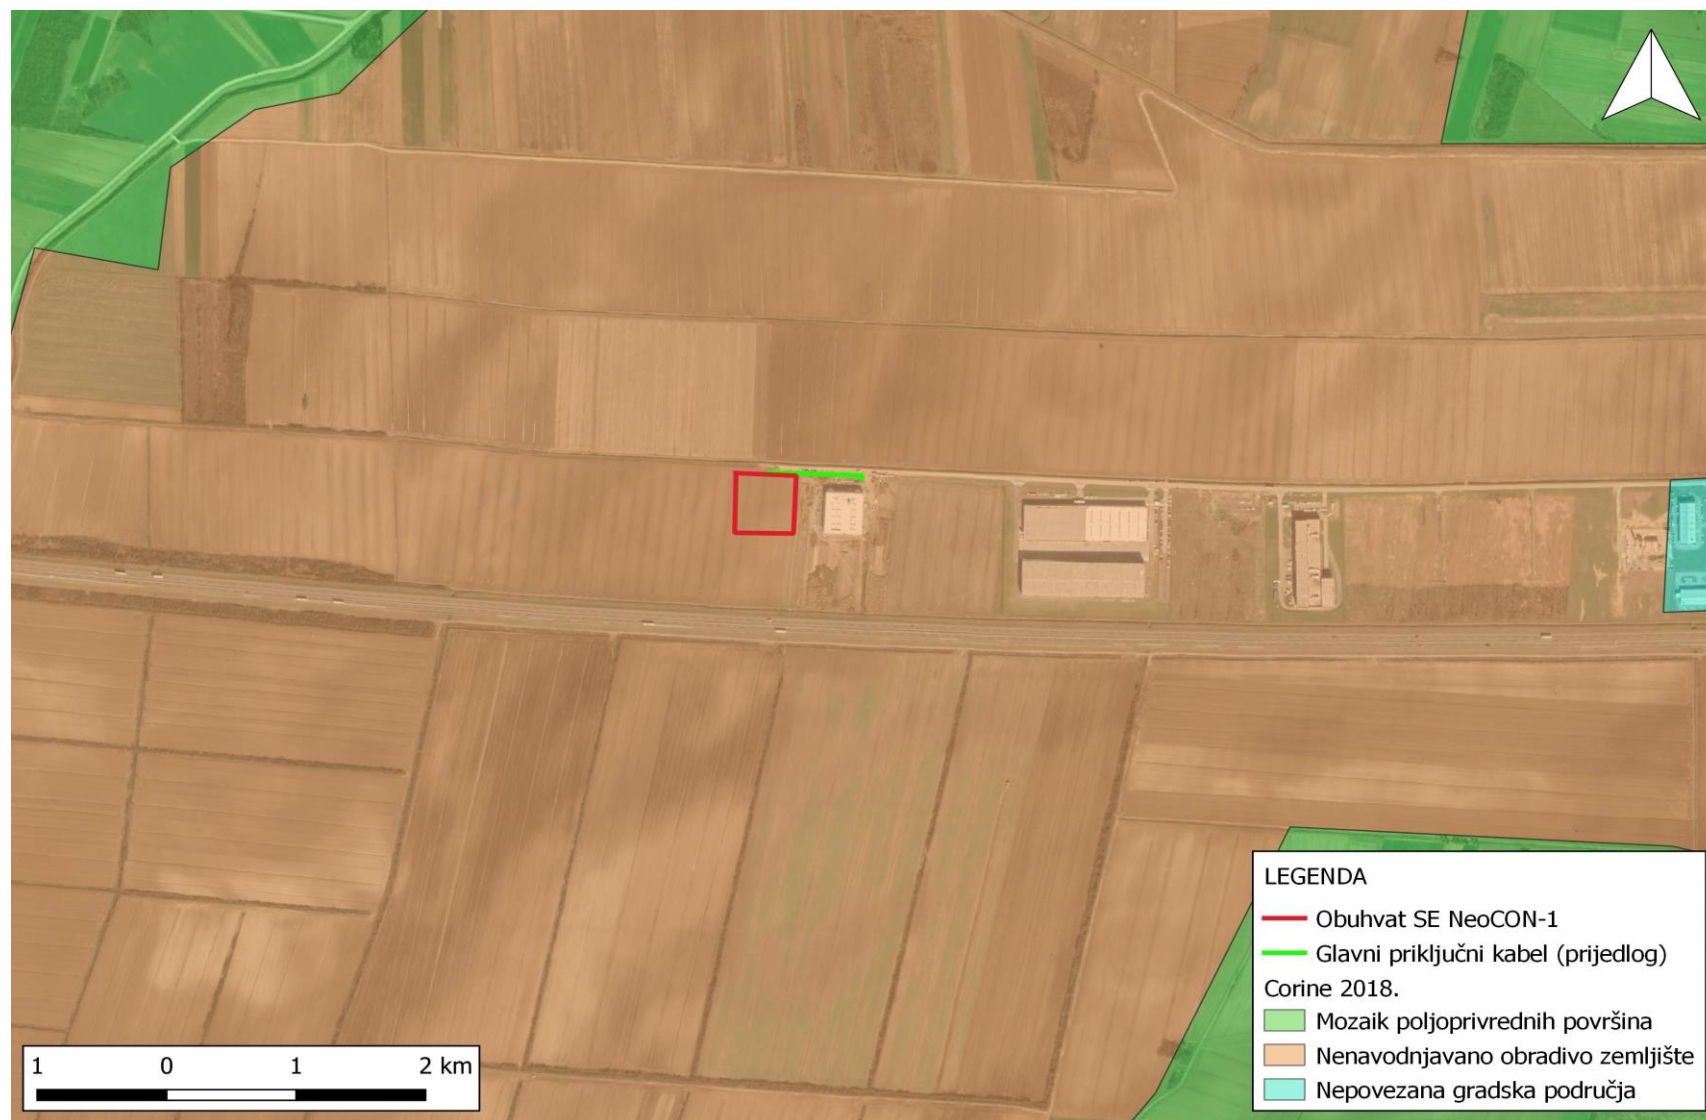 LEGENDA
Obuhvat SE NeoCON-1
Glavni priključni kabel (prijedlog)
Corine 2018.
Mozaik poljoprivrednih površina
Nenavodnjavano obradivo zemljište
Nepovezana gradska područja
1 0 1 2 km